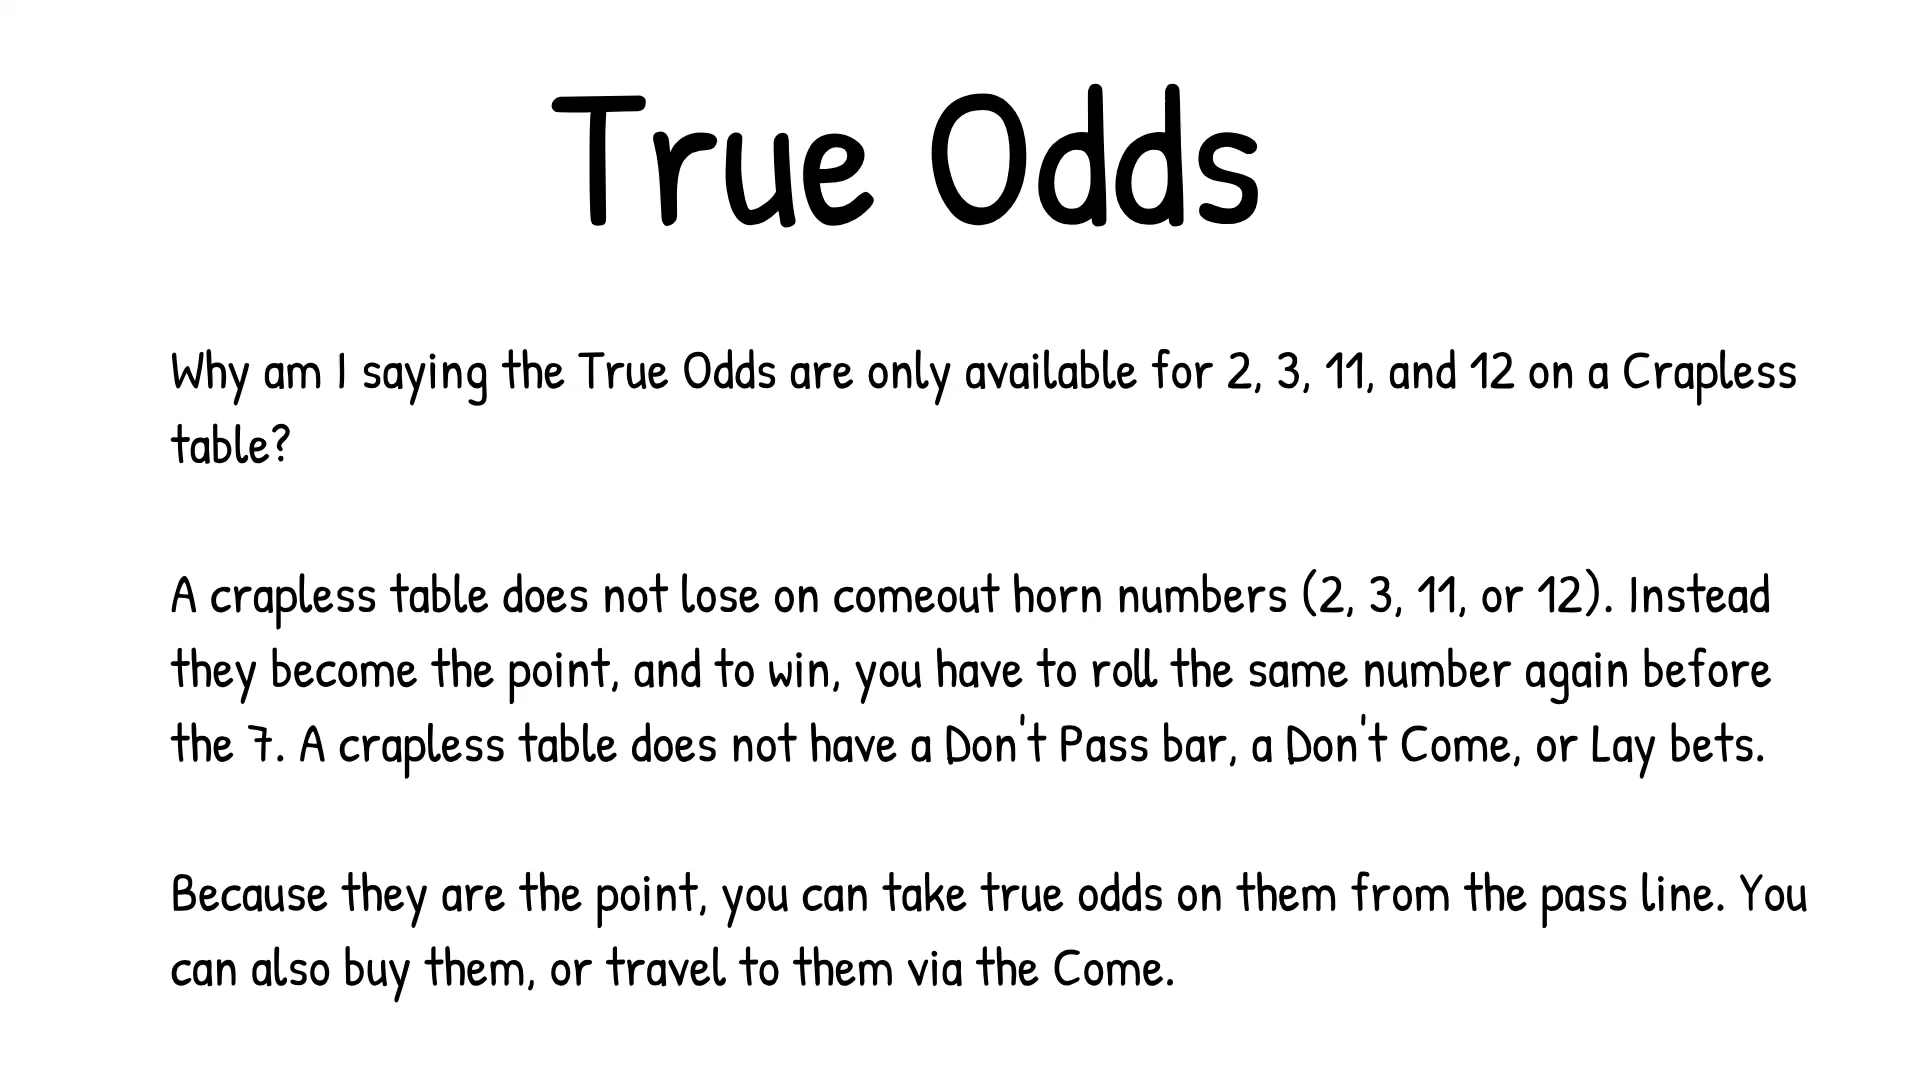 True Odds
Why am I saying the True Odds are only available for 2, 3, 11, and 12 on a Crapless
table?
A crapless table does not lose on comeout horn numbers (2, 3, 11, or 12). Instead
they become the point, and to win, you have to roll the same number again before
the 7. A crapless table does not have a Don't Pass bar, a Don't Come, or Lay bets.
Because they are the point, you can take true odds on them from the pass line. You
can also buy them, or travel to them via the Come.